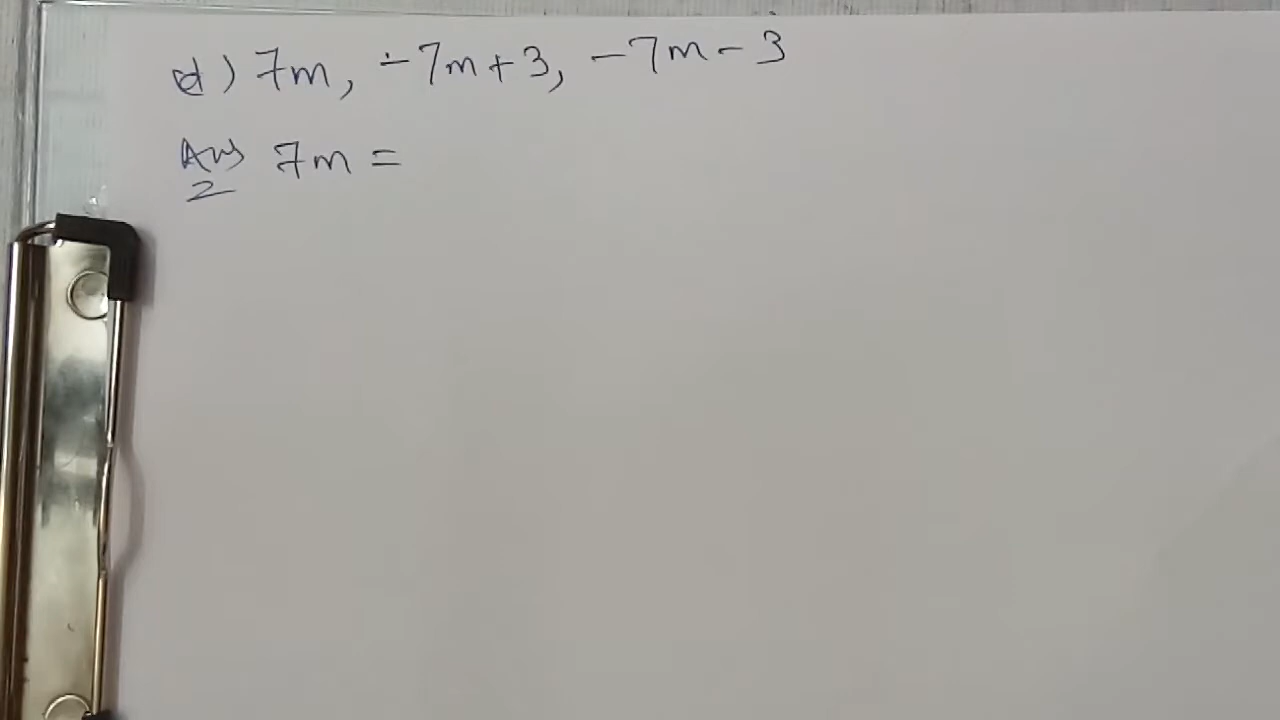 d) 7m, -7m+3, -7m-3
Ans 7m =